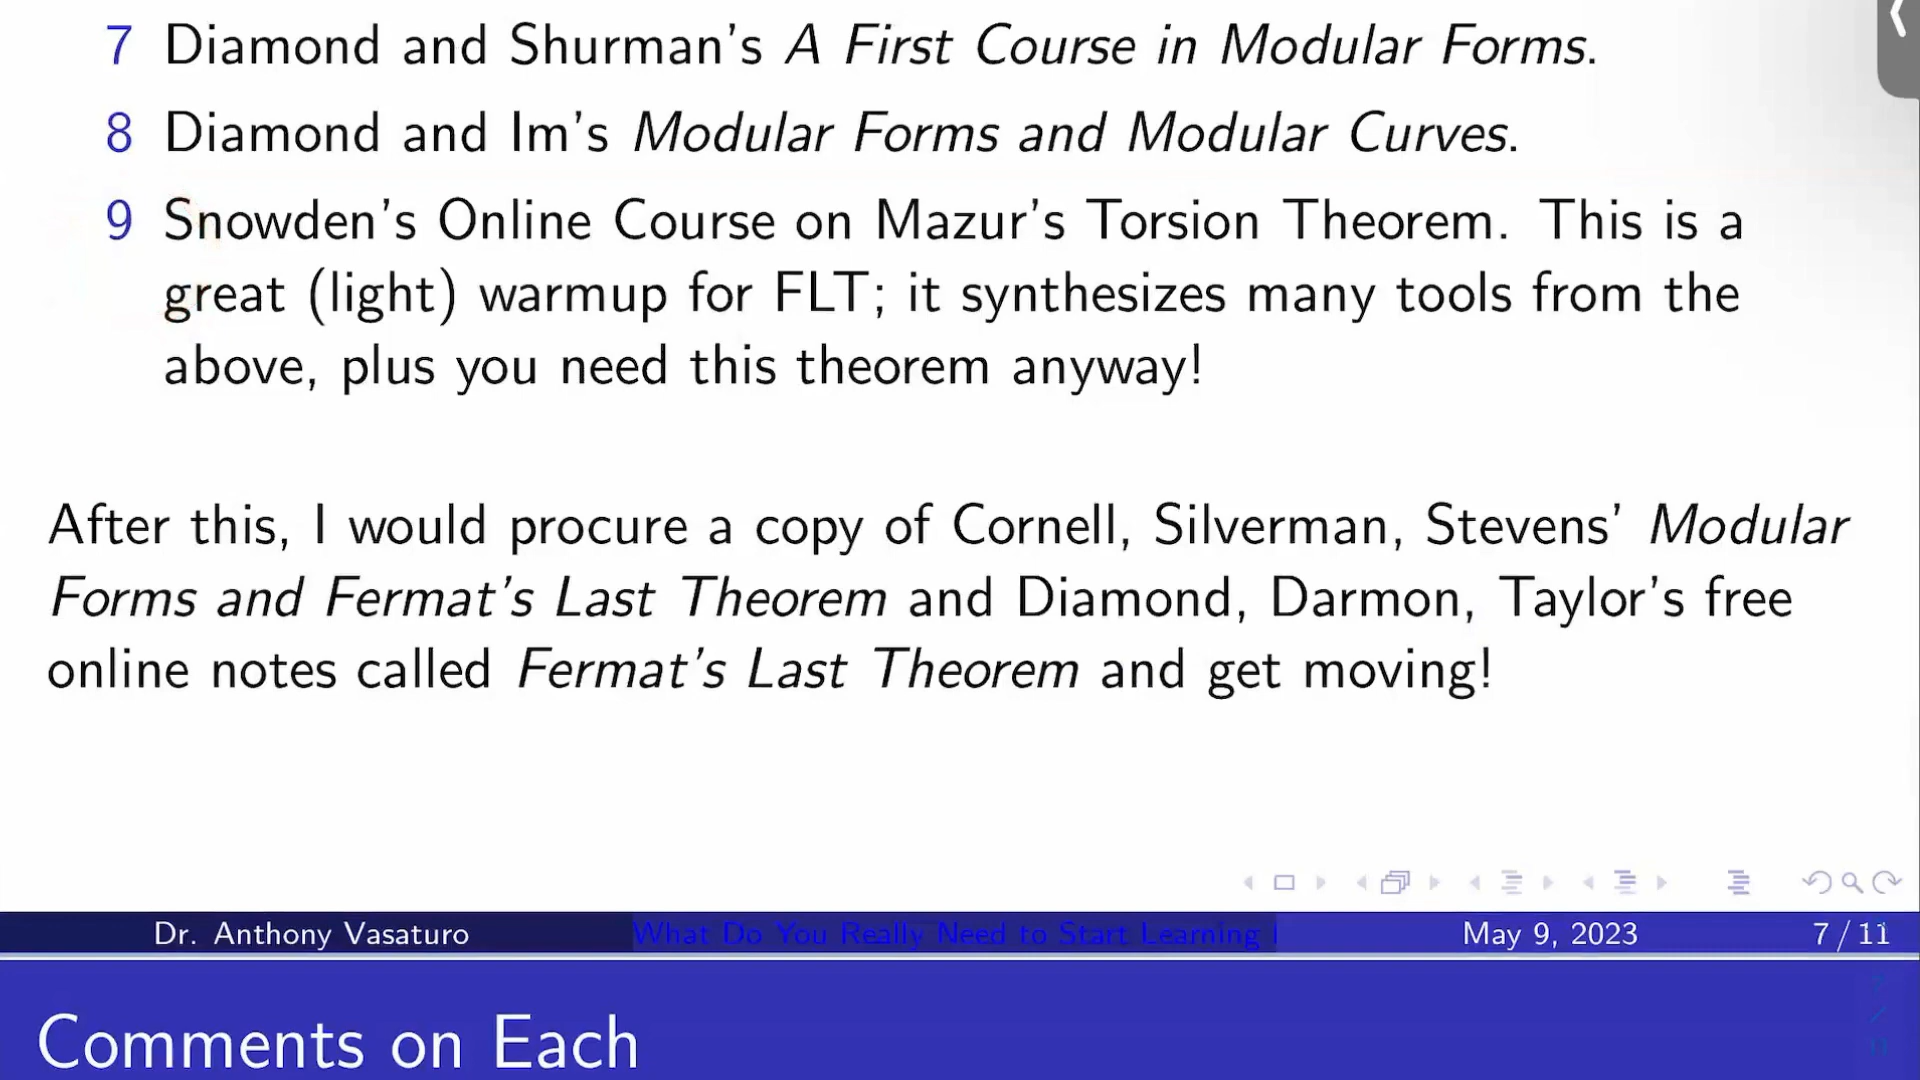 7 Diamond and Shurman's A First Course in Modular Forms.
8 Diamond and Im's Modular Forms and Modular Curves.
9 Snowden's Online Course on Mazur's Torsion Theorem. This is a
great (light) warmup for FLT; it synthesizes many tools from the
above, plus you need this theorem anyway!
After this, I would procure a copy of Cornell, Silverman, Stevens' Modular
Forms and Fermat's Last Theorem and Diamond, Darmon, Taylor's free
online notes called Fermat's Last Theorem and get moving!
Dr. Anthony Vasaturo What Do You Really Need to Start Learning May 9, 2023 7 / 11
Comments on Each